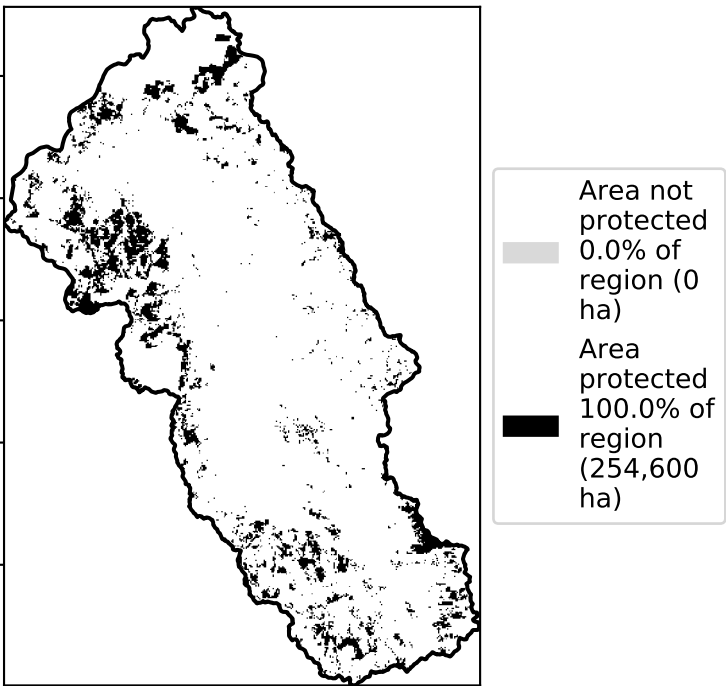 Area not
protected
0.0% of
region (0
ha)
Area
protected
100.0% of
region
(254,600
ha)